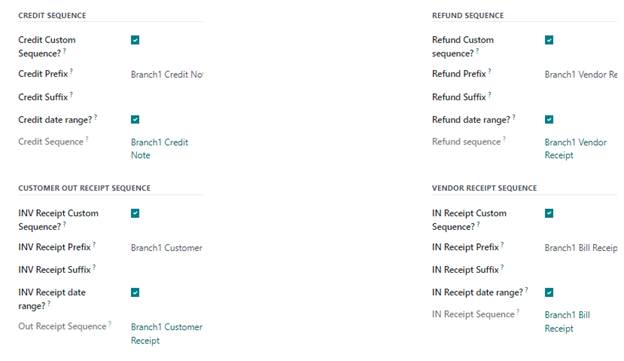 CREDIT SEQUENCE
Credit Custom
Sequence? ?
Credit Prefix ? Branch1 Credit No
Credit Suffix ?
Credit date range? ?
Credit Sequence ? Branch1 Credit
Note
REFUND SEQUENCE
Refund Custom
sequence? ?
Refund Prefix ? Branch1 Vendor Re
Refund Suffix ?
Refund date range? ?
Refund sequence ? Branch1 Vendor
Receipt
CUSTOMER OUT RECEIPT SEQUENCE
INV Receipt Custom
Sequence? ?
INV Receipt Prefix ? Branch1 Customer
INV Receipt Suffix ?
INV Receipt date
range? ?
Out Receipt Sequence ? Branch1 Customer
Receipt
VENDOR RECEIPT SEQUENCE
IN Receipt Custom
Sequence? ?
IN Receipt Prefix ? Branch1 Bill Receip
IN Receipt Suffix ?
IN Receipt date range? ?
IN Receipt Sequence ? Branch1 Bill
Receipt